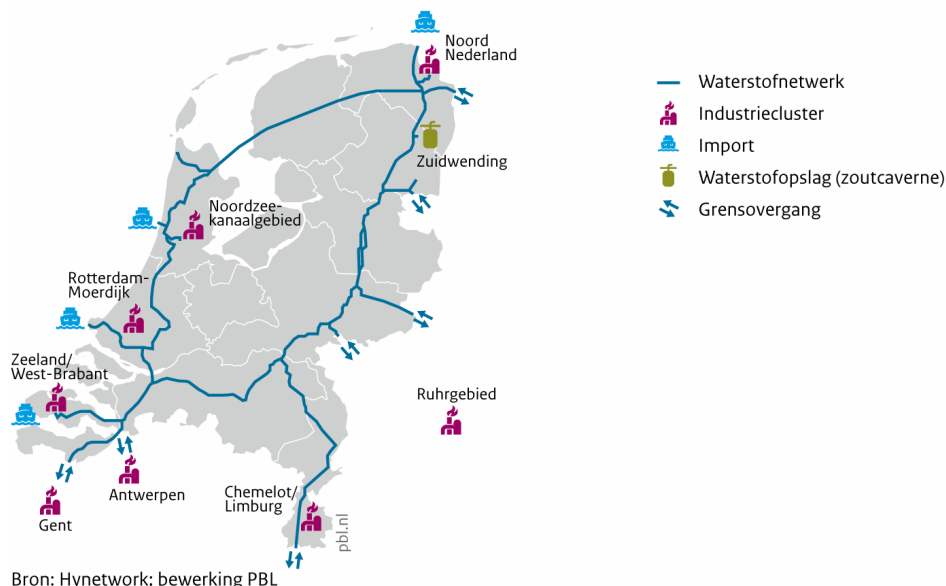 Noord
Nederland
Zuidwending
Noordzee-
kanaalgebied
Rotterdam-
Moerdijk
Zeeland/
West-Brabant
Ruhrgebied
Antwerpen
Gent
Chemelot/
Limburg
pbl.nl
Waterstofnetwerk
Industriecluster
Import
Waterstofopslag (zoutcaverne)
Grensovergang
Bron: Hynetwork; bewerking PBL